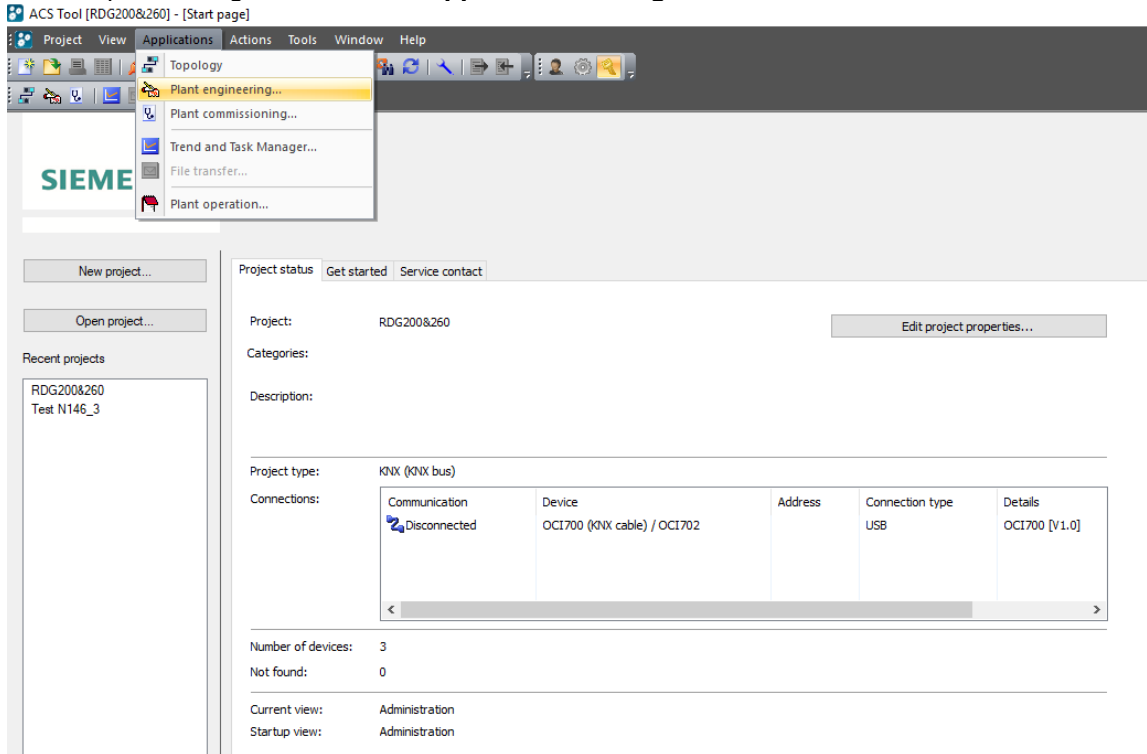 ACS Tool [RDG200&260] - [Start page]
Project View Applications Actions Tools Window Help
Topology
Plant engineering...
Plant commissioning...
Trend and Task Manager...
File transfer...
Plant operation...
SIEME
New project...
Open project...
Recent projects
RDG200&260
Test N146_3
Project status Get started Service contact
Project: RDG200&260 Edit project properties...
Categories:
Description:
Project type: KNX (KNX bus)
Connections:
Communication Device Address Connection type Details
Disconnected OCI700 (KNX cable) / OCI702 USB OCI700 [V1.0]
Number of devices: 3
Not found: 0
Current view: Administration
Startup view: Administration